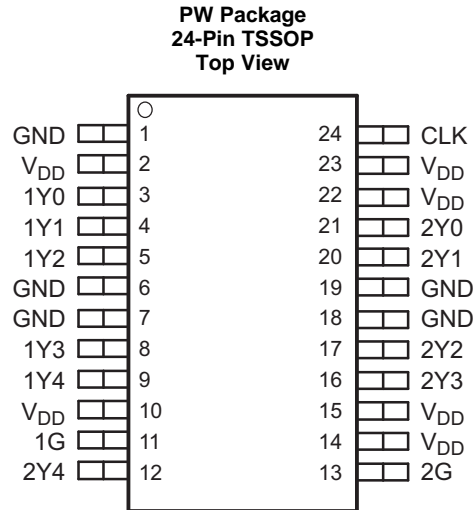 PW Package
24-Pin TSSOP
Top View
GND 1 24 CLK
VDD 2 23 VDD
1Y0 3 22 VDD
1Y1 4 21 2Y0
1Y2 5 20 2Y1
GND 6 19 GND
GND 7 18 GND
1Y3 8 17 2Y2
1Y4 9 16 2Y3
VDD 10 15 VDD
1G 11 14 VDD
2Y4 12 13 2G